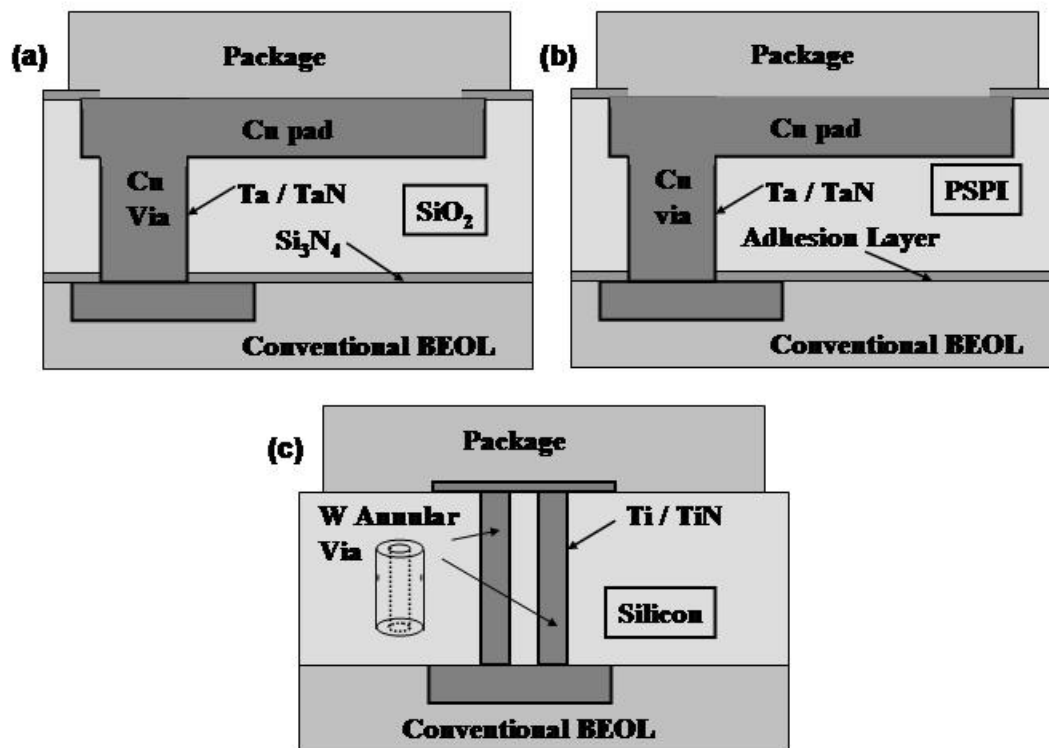 (a)
Package
Cu pad
Cu
Via
Ta / TaN
SiO₂
Si₃N₄
Conventional BEOL
(b)
Package
Cu pad
Cu
via
Ta / TaN
PSPI
Adhesion Layer
Conventional BEOL
(c)
Package
W Annular
Via
Ti / TiN
Silicon
Conventional BEOL